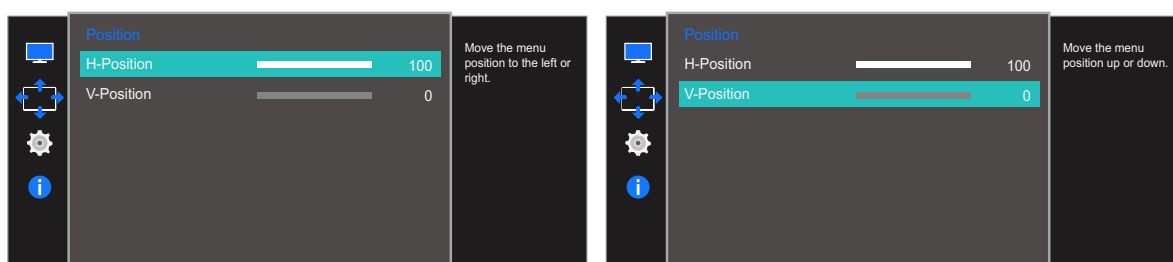 Position
H-Position 100
V-Position 0
Move the menu
position to the left or
right.
Position
H-Position 100
V-Position 0
Move the menu
position up or down.